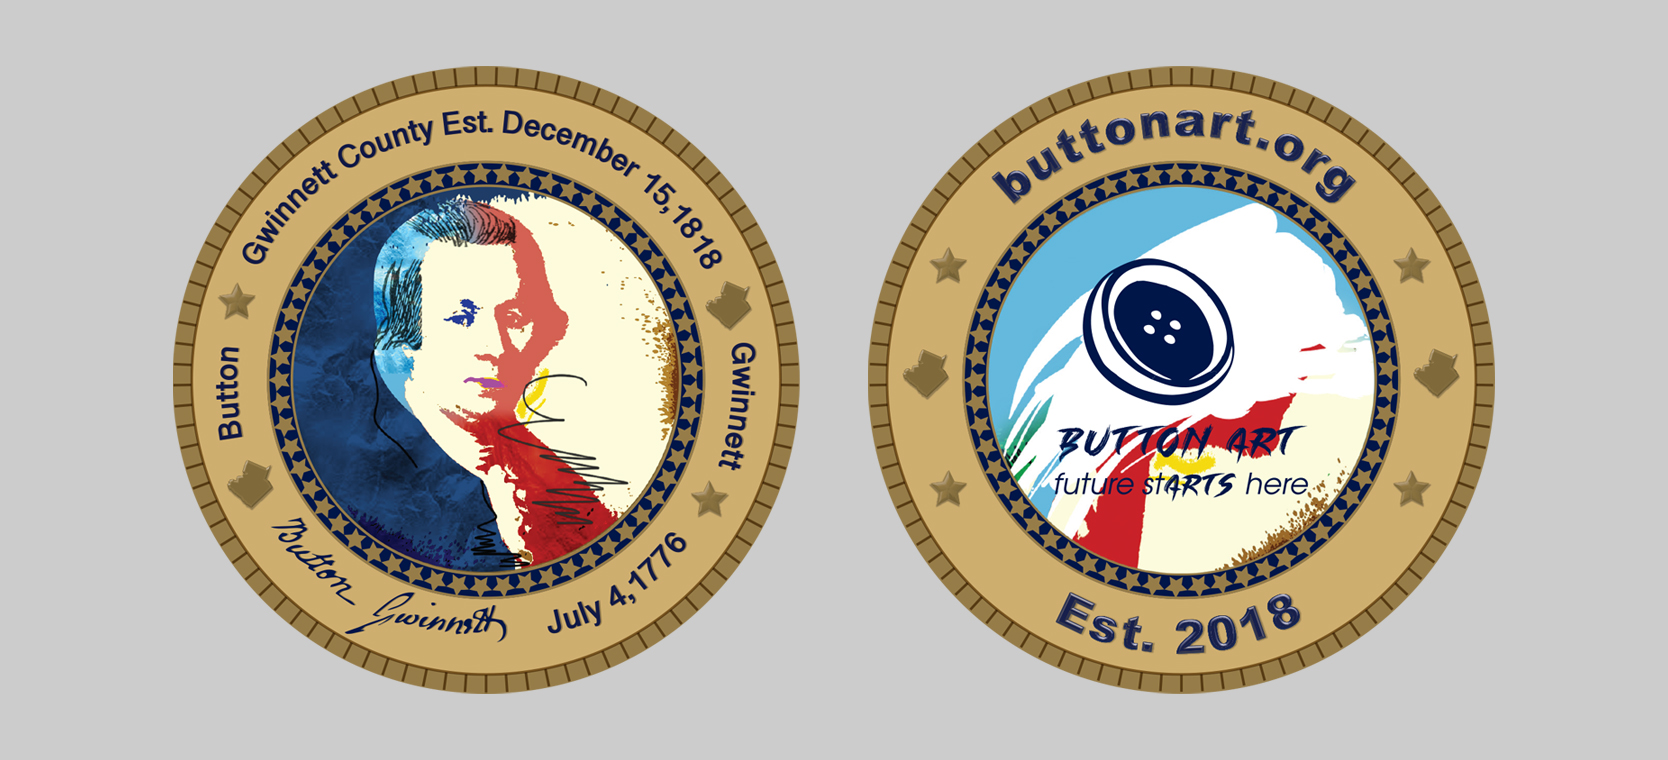 Gwinnett County Est. December 15, 1818
Button
Gwinnett
Button Gwinnett
July 4, 1776
buttonart.org
BUTTON ART
future stARTS here
Est. 2018